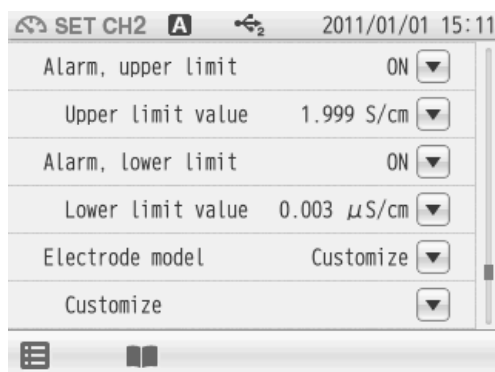 SET CH2 A 2 2011/01/01 15:11
Alarm, upper limit ON
Upper limit value 1.999 S/cm
Alarm, lower limit ON
Lower limit value 0.003 μS/cm
Electrode model Customize
Customize